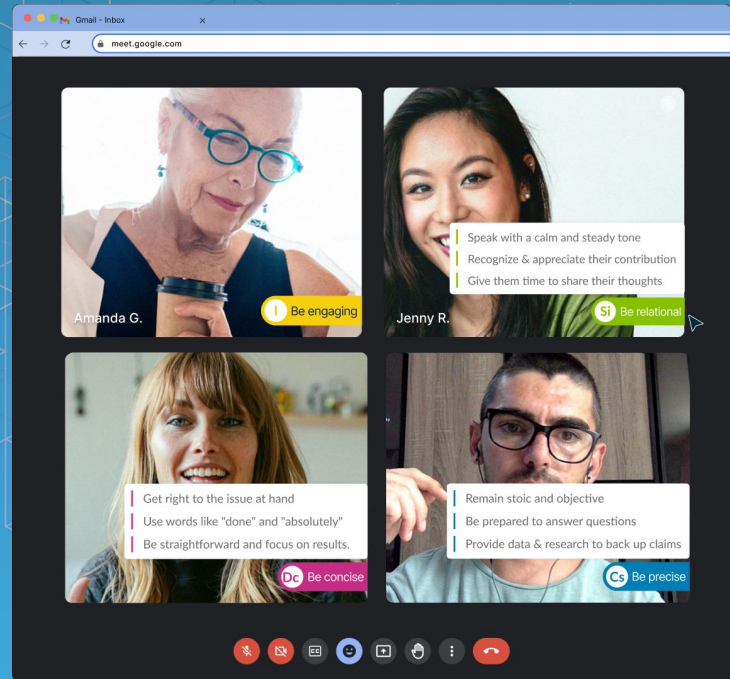 Gmail - Inbox
meet.google.com
Amanda G.
I Be engaging
Speak with a calm and steady tone
Recognize & appreciate their contribution
Give them time to share their thoughts
Jenny R.
Si Be relational
Get right to the issue at hand
Use words like "done" and "absolutely"
Be straightforward and focus on results.
Dc Be concise
Remain stoic and objective
Be prepared to answer questions
Provide data & research to back up claims
Cs Be precise
CC